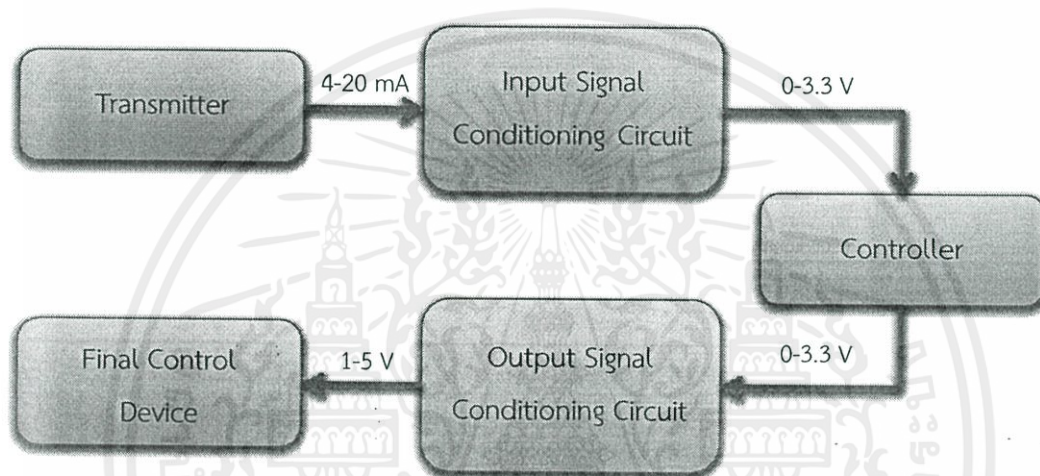 Transmitter
4-20 mA
Input Signal
Conditioning Circuit
0-3.3 V
Controller
0-3.3 V
Output Signal
Conditioning Circuit
1-5 V
Final Control
Device